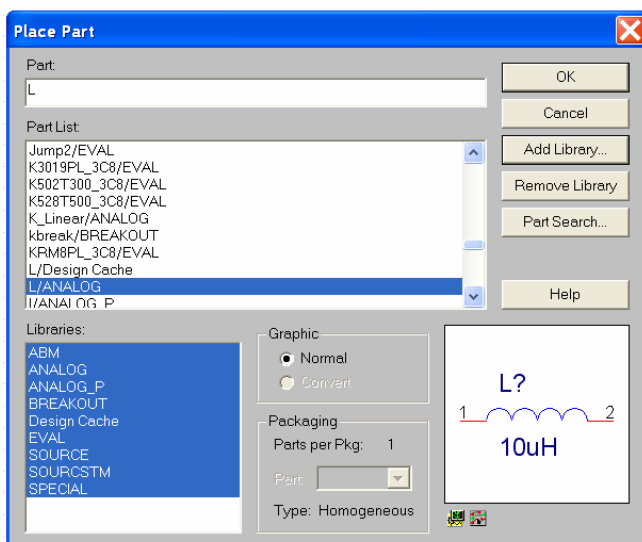 Place Part
Part:
L
OK
Cancel
Part List:
Add Library...
Jump2/EVAL
K3019PL_3C8/EVAL
K502T300_3C8/EVAL
K528T500_3C8/EVAL
K_Linear/ANALOG
kbreak/BREAKOUT
KRM8PL_3C8/EVAL
L/Design Cache
L/ANALOG
Remove Library
Part Search...
Help
Libraries:
ABM
ANALOG
ANALOG_P
BREAKOUT
Design Cache
EVAL
SOURCE
SOURCSTM
SPECIAL
Graphic
Normal
Convert
Packaging
Parts per Pkg: 1
Part:
Type: Homogeneous
L?
1 2
10uH